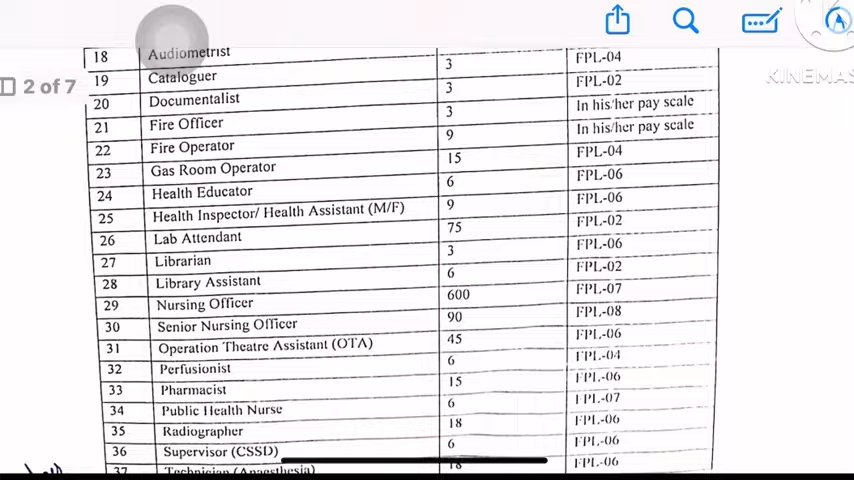 2 of 7
KINEMAS
18 Audiometrist
19 Cataloguer 3 FPL-04
20 Documentalist 3 FPL-02
21 Fire Officer 3 In his/her pay scale
22 Fire Operator 9 In his/her pay scale
23 Gas Room Operator 15 FPL-04
24 Health Educator 6 FPL-06
25 Health Inspector/ Health Assistant (M/F) 9 FPL-06
26 Lab Attendant 75 FPL-02
27 Librarian 3 FPL-06
28 Library Assistant 6 FPL-02
29 Nursing Officer 600 FPL-07
30 Senior Nursing Officer 90 FPL-08
31 Operation Theatre Assistant (OTA) 45 FPL-06
32 Perfusionist 6 FPL-04
33 Pharmacist 15 FPL-06
34 Public Health Nurse 6 FPL-07
35 Radiographer 18 FPL-06
36 Supervisor (CSSD) 6 FPL-06
37 Technician (Anaesthesia) 18 FPL-06